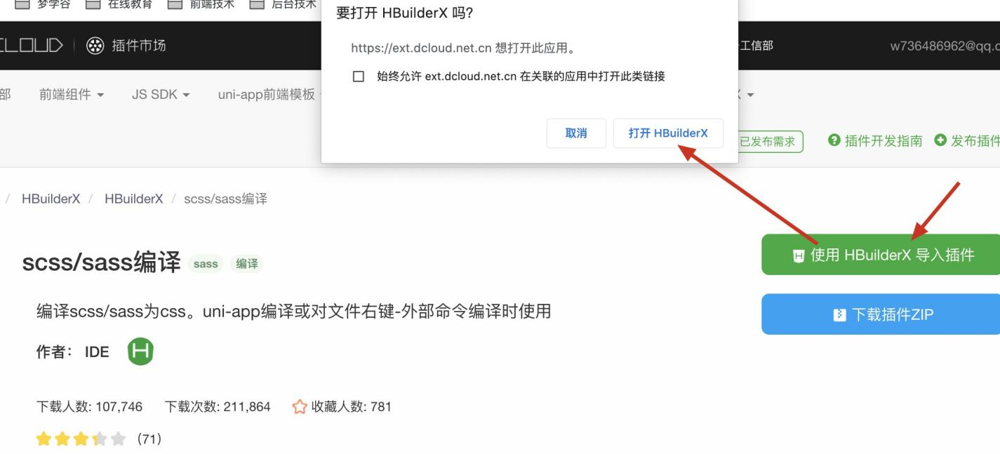 梦学谷 在线教育 前端技术 后台技术
要打开 HBuilderX 吗?
https://ext.dcloud.net.cn 想打开此应用。
始终允许 ext.dcloud.net.cn 在关联的应用中打开此类链接
取消 打开 HBuilderX
CLOUD 插件市场 工信部 w736486962@qq.c
部 前端组件 JS SDK uni-app前端模板
已发布需求 插件开发指南 发布插件
/ HBuilderX / HBuilderX / scss/sass编译
scss/sass编译 sass 编译
使用 HBuilderX 导入插件
编译scss/sass为css。uni-app编译或对文件右键-外部命令编译时使用
下载插件ZIP
作者： IDE H
下载人数: 107,746 下载次数: 211,864 收藏人数: 781
(71)